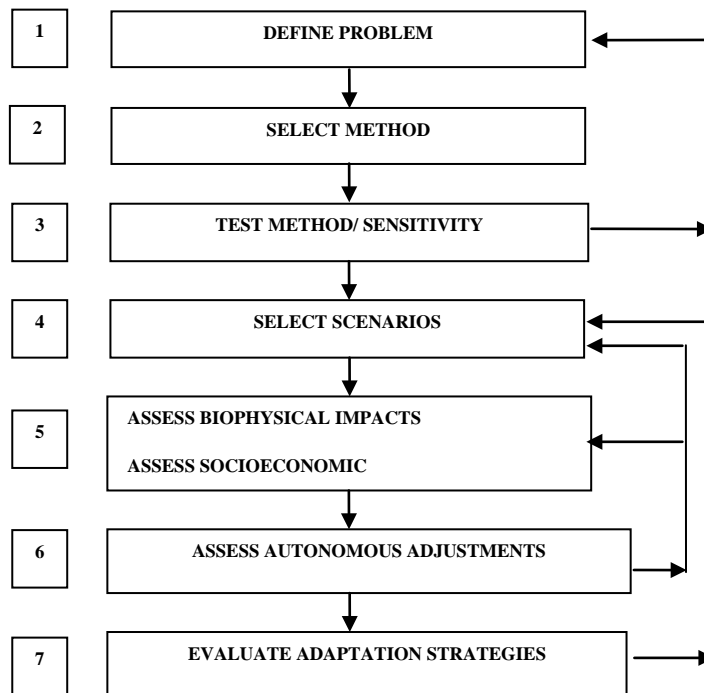 1 DEFINE PROBLEM
2 SELECT METHOD
3 TEST METHOD/ SENSITIVITY
4 SELECT SCENARIOS
5 ASSESS BIOPHYSICAL IMPACTS
ASSESS SOCIOECONOMIC
6 ASSESS AUTONOMOUS ADJUSTMENTS
7 EVALUATE ADAPTATION STRATEGIES